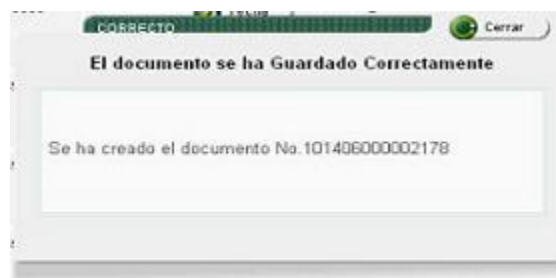 CORRECTO
Cerrar
El documento se ha Guardado Correctamente
Se ha creado el documento No.101406000002178